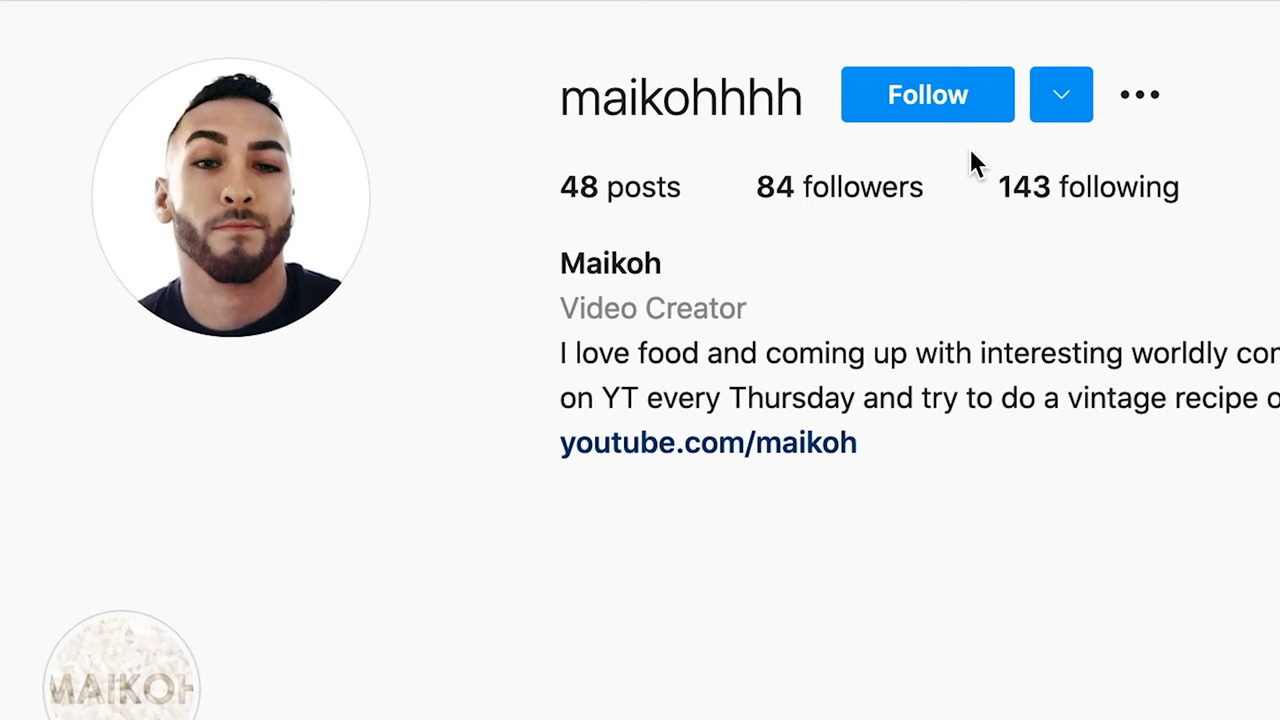 maikohhhh Follow
48 posts 84 followers 143 following
Maikoh
Video Creator
I love food and coming up with interesting worldly
on YT every Thursday and try to do a vintage recipe
youtube.com/maikoh
MAIKOH